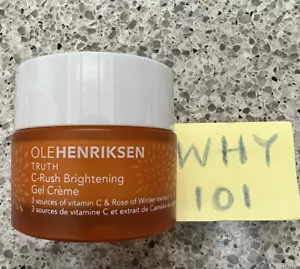 OLEHENRIKSEN
TRUTH
C-Rush Brightening
Gel Crème
3 sources of vitamin C & Rose of Winter
3 sources de vitamine C et extrait de Camélia
WHY
101